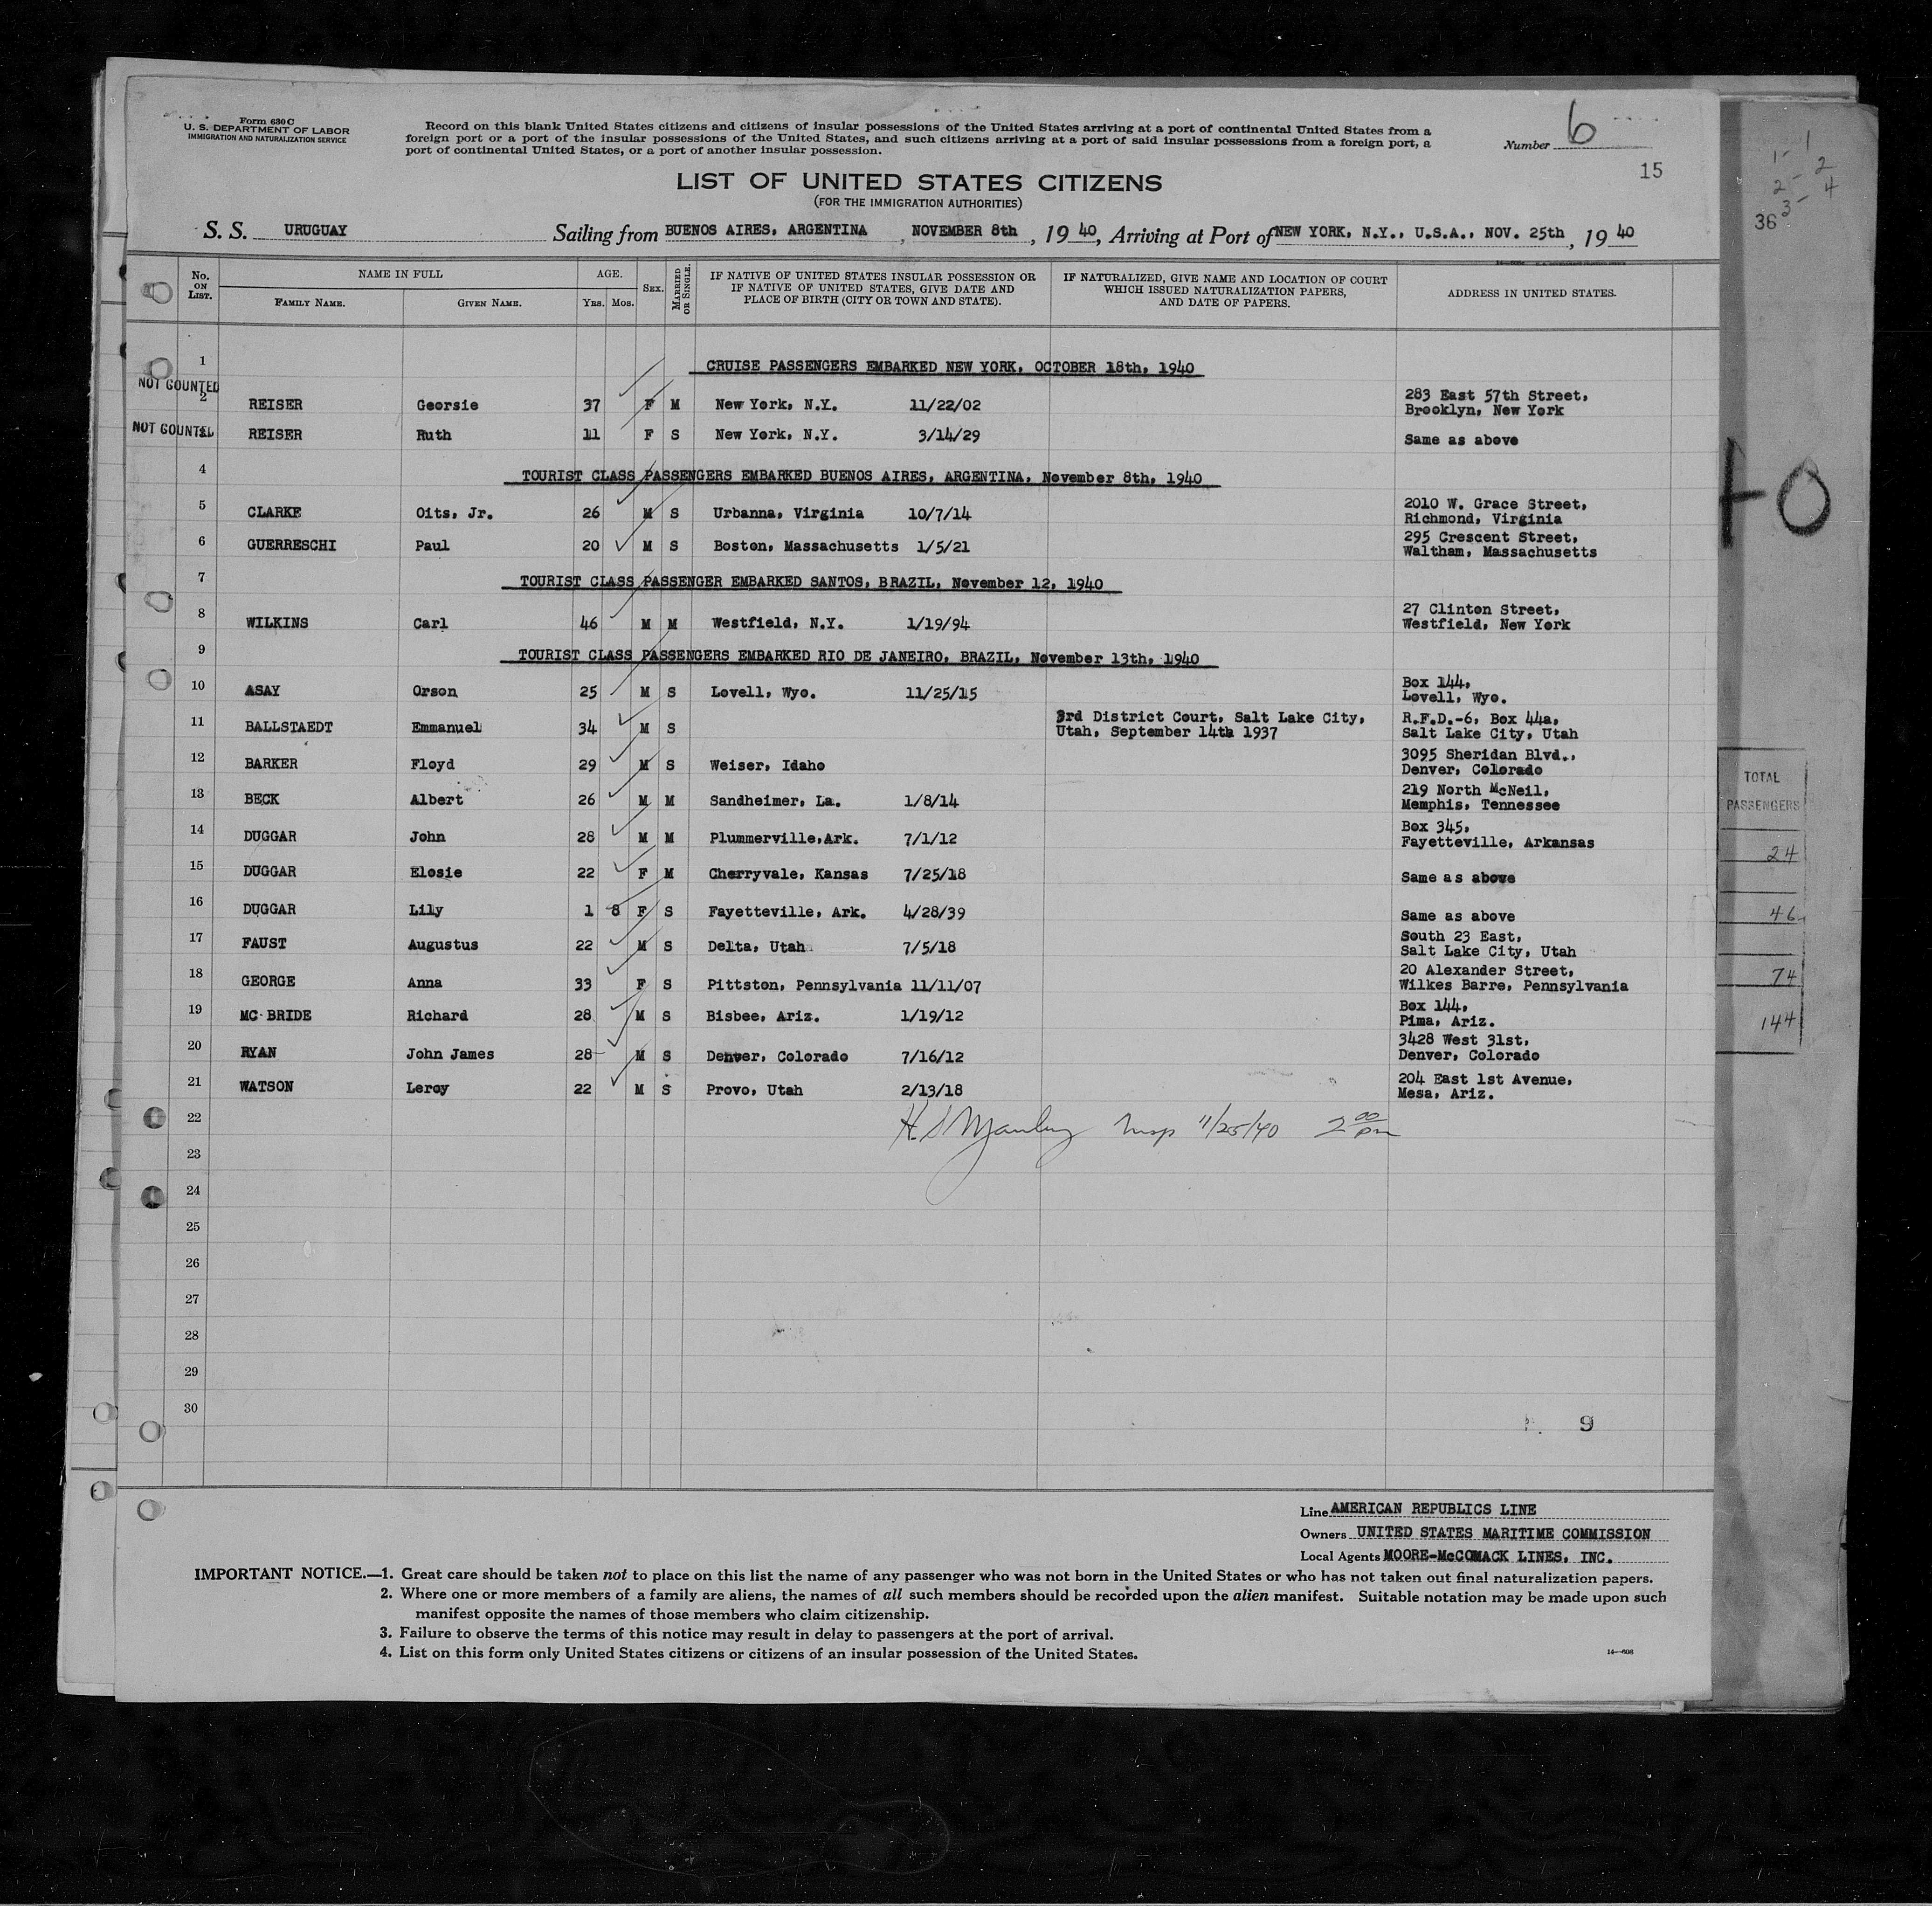 Form 630 C
U. S. DEPARTMENT OF LABOR
IMMIGRATION AND NATURALIZATION SERVICE
Record on this blank United States citizens and citizens of insular possessions of the United States arriving at a port of continental United States from a
foreign port or a port of the insular possessions of the United States, and such citizens arriving at a port of said insular possessions from a foreign port, a
port of continental United States, or a port of another insular possession.
Number 6
15
LIST OF UNITED STATES CITIZENS
(FOR THE IMMIGRATION AUTHORITIES)
S. S. URUGUAY Sailing from BUENOS AIRES, ARGENTINA, NOVEMBER 8th, 19 40, Arriving at Port of NEW YORK, N.Y., U.S.A., NOV. 25th, 19 40
No. ON LIST. NAME IN FULL AGE. SEX. MARRIED OR SINGLE. IF NATIVE OF UNITED STATES INSULAR POSSESSION OR IF NATIVE OF UNITED STATES, GIVE DATE AND PLACE OF BIRTH (CITY OR TOWN AND STATE). IF NATURALIZED, GIVE NAME AND LOCATION OF COURT WHICH ISSUED NATURALIZATION PAPERS, AND DATE OF PAPERS. ADDRESS IN UNITED STATES.
FAMILY NAME. GIVEN NAME. YRS. MOS.
1 CRUISE PASSENGERS EMBARKED NEW YORK, OCTOBER 18th, 1940
NOT COUNTED
2 REISER Georsie 37 F M New York, N.Y. 11/22/02 283 East 57th Street, Brooklyn, New York
NOT COUNTED REISER Ruth 11 F S New York, N.Y. 3/14/29 Same as above
4 TOURIST CLASS PASSENGERS EMBARKED BUENOS AIRES, ARGENTINA, November 8th, 1940
5 CLARKE Oits, Jr. 26 M S Urbanna, Virginia 10/7/14 2010 W. Grace Street, Richmond, Virginia
6 GUERRESCHI Paul 20 M S Boston, Massachusetts 1/5/21 295 Crescent Street, Waltham, Massachusetts
7 TOURIST CLASS PASSENGER EMBARKED SANTOS, BRAZIL, November 12, 1940
8 WILKINS Carl 46 M M Westfield, N.Y. 1/19/94 27 Clinton Street, Westfield, New York
9 TOURIST CLASS PASSENGERS EMBARKED RIO DE JANEIRO, BRAZIL, November 13th, 1940
10 ASAY Orson 25 M S Lovell, Wyo. 11/25/15 Box 144, Lovell, Wyo.
11 BALLSTAEDT Emmanuel 34 M S 3rd District Court, Salt Lake City, Utah, September 14th 1937 R.F.D.-6, Box 44a, Salt Lake City, Utah
12 BARKER Floyd 29 M S Weiser, Idaho 3095 Sheridan Blvd., Denver, Colorado
13 BECK Albert 26 M M Sandheimer, La. 1/8/14 219 North McNeil, Memphis, Tennessee
14 DUGGAR John 28 M M Plummerville,Ark. 7/1/12 Box 345, Fayetteville, Arkansas
15 DUGGAR Elosie 22 F M Cherryvale, Kansas 7/25/18 Same as above
16 DUGGAR Lily 1 8 F S Fayetteville, Ark. 4/28/39 Same as above
17 FAUST Augustus 22 M S Delta, Utah 7/5/18 South 23 East, Salt Lake City, Utah
18 GEORGE Anna 33 F S Pittston, Pennsylvania 11/11/07 20 Alexander Street, Wilkes Barre, Pennsylvania
19 MC BRIDE Richard 28 M S Bisbee, Ariz. 1/19/12 Box 144, Pima, Ariz.
20 RYAN John James 28 M S Denver, Colorado 7/16/12 3428 West 31st, Denver, Colorado
21 WATSON Leroy 22 M S Provo, Utah 2/13/18 204 East 1st Avenue, Mesa, Ariz.
22 11/25/40 2 00 pm
23
24
25
26
27
28
29
30
9
Line AMERICAN REPUBLICS LINE
Owners UNITED STATES MARITIME COMMISSION
Local Agents MOORE-McCOMACK LINES, INC.
IMPORTANT NOTICE.—1. Great care should be taken not to place on this list the name of any passenger who was not born in the United States or who has not taken out final naturalization papers.
2. Where one or more members of a family are aliens, the names of all such members should be recorded upon the alien manifest. Suitable notation may be made upon such
manifest opposite the names of those members who claim citizenship.
3. Failure to observe the terms of this notice may result in delay to passengers at the port of arrival.
4. List on this form only United States citizens or citizens of an insular possession of the United States.
14—608
36
TOTAL
PASSENGERS
24
46
74
144